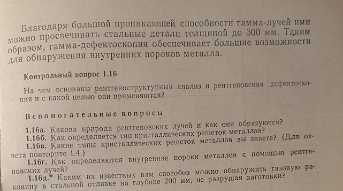 Благодаря большой проникающей способности гамма-лучей ими
можно просвечивать стальные детали толщиной до 300 мм. Таким
образом, гамма-дефектоскопия обеспечивает большие возможности
для обнаружения внутренних пороков металла.
Контрольный вопрос 1.16
На чем основаны рентгеноструктурный анализ и рентгеновская дефектоско-
пия и с какой целью они применяются?
Вспомогательные вопросы
1.16а. Какова природа рентгеновских лучей и как они образуются?
1.16б. Как определяется тип кристаллических решеток металлов?
1.16в. Какие типы кристаллических решеток металлов вы знаете? (Для от-
вета повторите 1.4)
1.16г. Как определяются внутренние пороки металлов с помощью рентге-
новских лучей?
1.16д.* Каким из известных вам способов можно обнаружить газовую ра-
ковину в стальной отливке на глубине 200 мм, не разрушая заготовки?